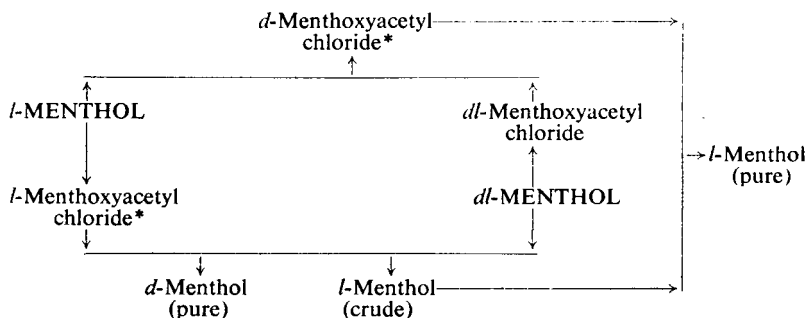 d-Menthoxyacetyl
chloride*
l-MENTHOL
dl-Menthoxyacetyl
chloride
l-Menthol
(pure)
l-Menthoxyacetyl
chloride*
dl-MENTHOL
d-Menthol
(pure)
l-Menthol
(crude)